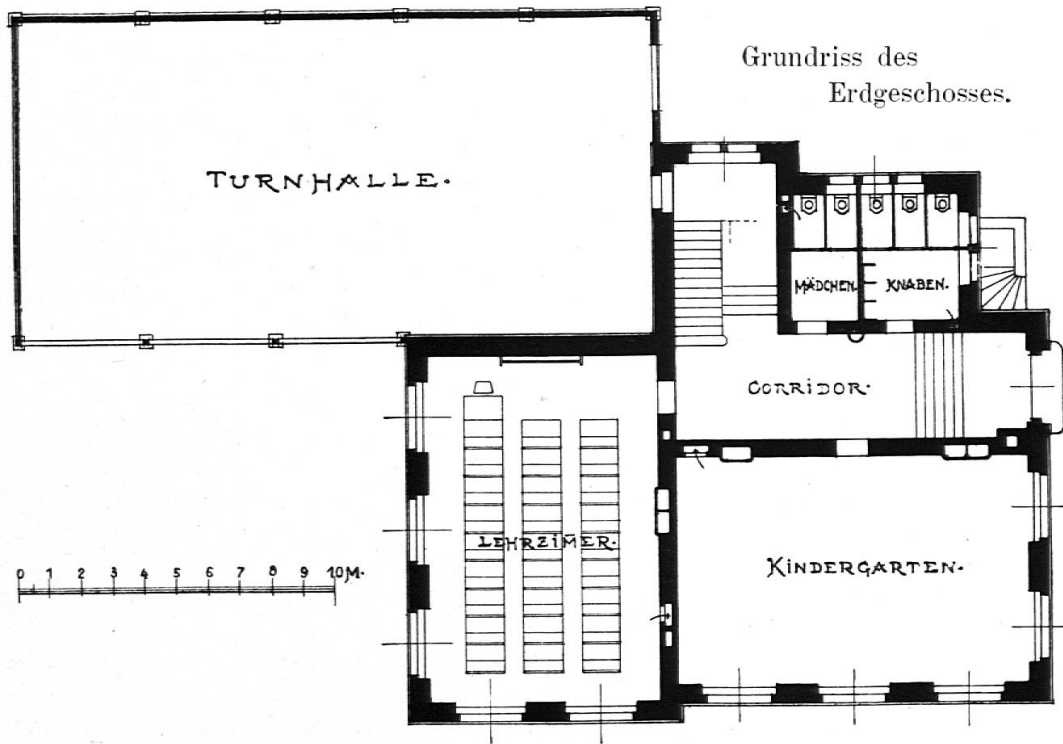 Grundriss des
Erdgeschosses.
TURNHALLE.
MÄDCHEN.
KNABEN.
CORRIDOR.
LEHRZIMER.
KINDERGARTEN.
0 1 2 3 4 5 6 7 8 9 10 M.